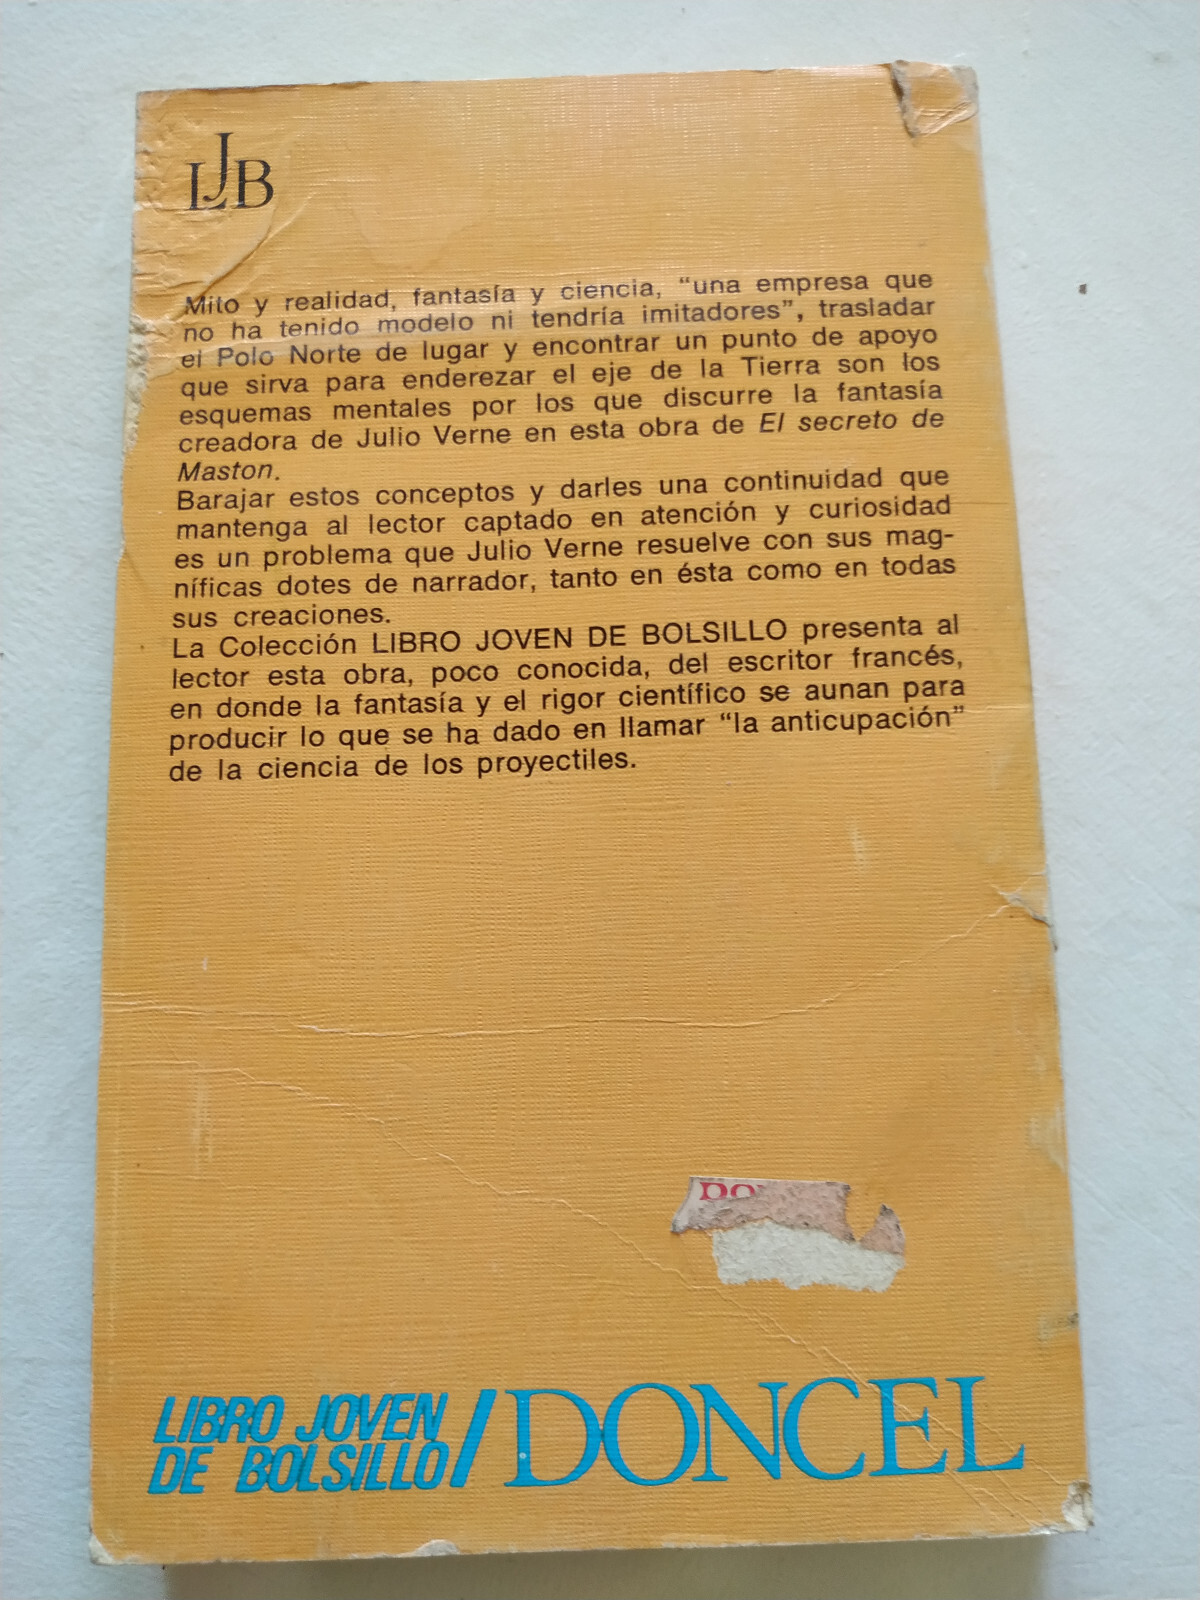 LJB
Mito y realidad, fantasía y ciencia, “una empresa que
no ha tenido modelo ni tendría imitadores”, trasladar
el Polo Norte de lugar y encontrar un punto de apoyo
que sirva para enderezar el eje de la Tierra son los
esquemas mentales por los que discurre la fantasía
creadora de Julio Verne en esta obra de El secreto de
Maston.
Barajar estos conceptos y darles una continuidad que
mantenga al lector captado en atención y curiosidad
es un problema que Julio Verne resuelve con sus mag-
níficas dotes de narrador, tanto en ésta como en todas
sus creaciones.
La Colección LIBRO JOVEN DE BOLSILLO presenta al
lector esta obra, poco conocida, del escritor francés,
en donde la fantasía y el rigor científico se aunan para
producir lo que se ha dado en llamar “la anticupación”
de la ciencia de los proyectiles.
LIBRO JOVEN
DE BOLSILLO/DONCEL